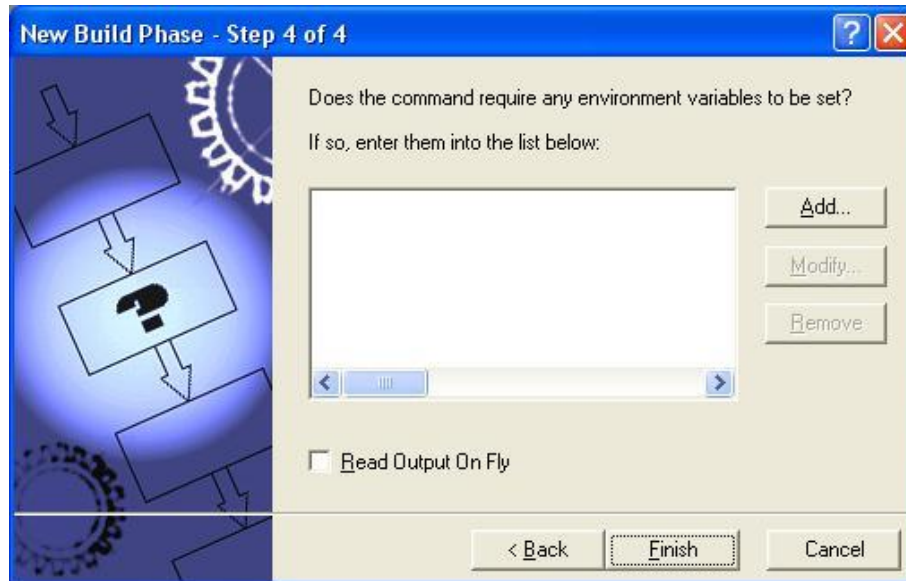 New Build Phase - Step 4 of 4
Does the command require any environment variables to be set?
If so, enter them into the list below:
Add...
Modify...
Remove
Read Output On Fly
< Back
Finish
Cancel